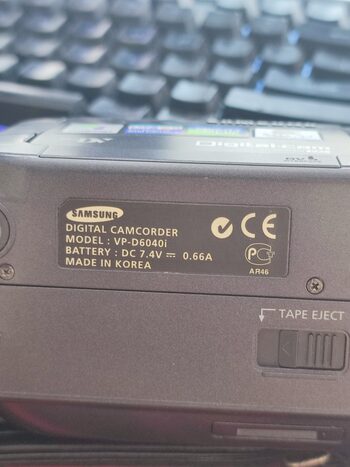 Digitalcam
SAMSUNG
DIGITAL CAMCORDER
MODEL : VP-D6040i
BATTERY : DC 7.4V ⎓ 0.66A
MADE IN KOREA
CE
AR46
TAPE EJECT